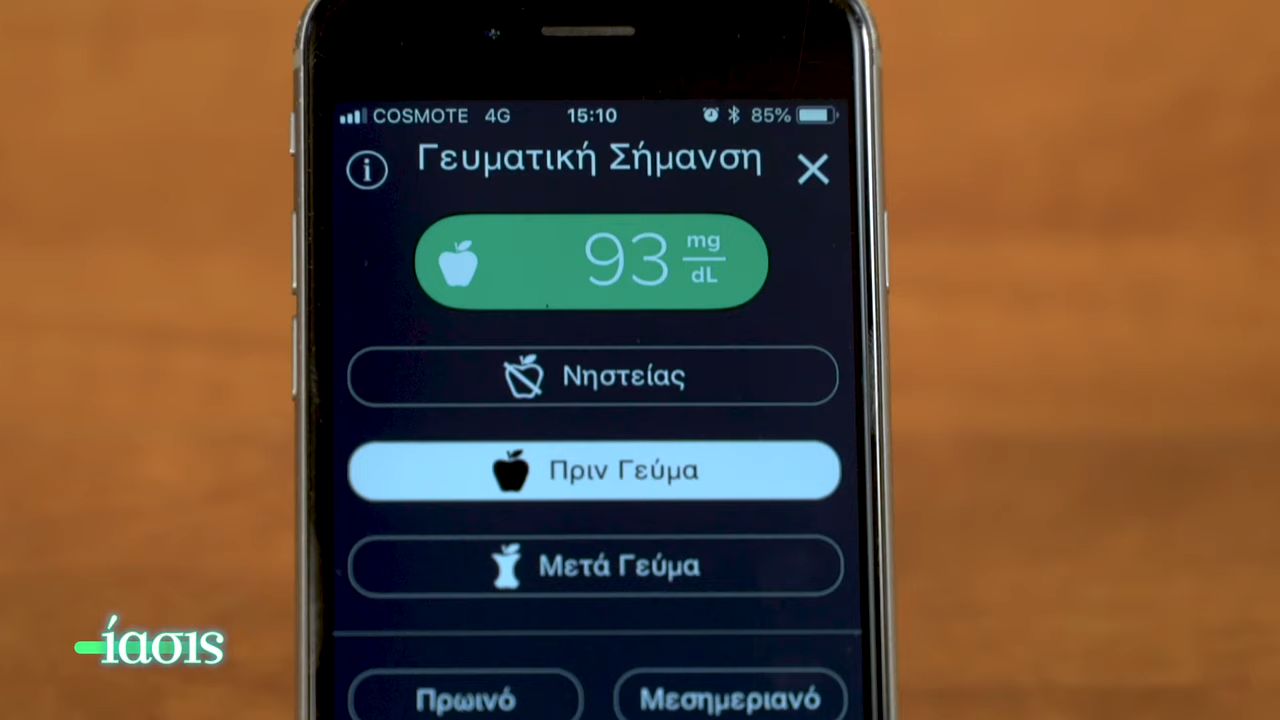 COSMOTE 4G 15:10 85%
i Γευματική Σήμανση
93 mg
dL
Νηστείας
Πριν Γεύμα
Μετά Γεύμα
Πρωινό Μεσημεριανό
ίασις